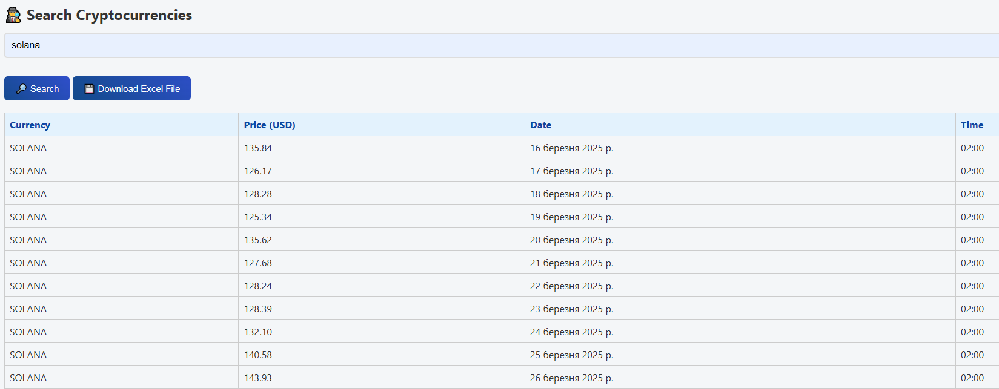 Search Cryptocurrencies
solana
Search Download Excel File
Currency Price (USD) Date Time
SOLANA 135.84 16 березня 2025 р. 02:00
SOLANA 126.17 17 березня 2025 р. 02:00
SOLANA 128.28 18 березня 2025 р. 02:00
SOLANA 125.34 19 березня 2025 р. 02:00
SOLANA 135.62 20 березня 2025 р. 02:00
SOLANA 127.68 21 березня 2025 р. 02:00
SOLANA 128.24 22 березня 2025 р. 02:00
SOLANA 128.39 23 березня 2025 р. 02:00
SOLANA 132.10 24 березня 2025 р. 02:00
SOLANA 140.58 25 березня 2025 р. 02:00
SOLANA 143.93 26 березня 2025 р. 02:00